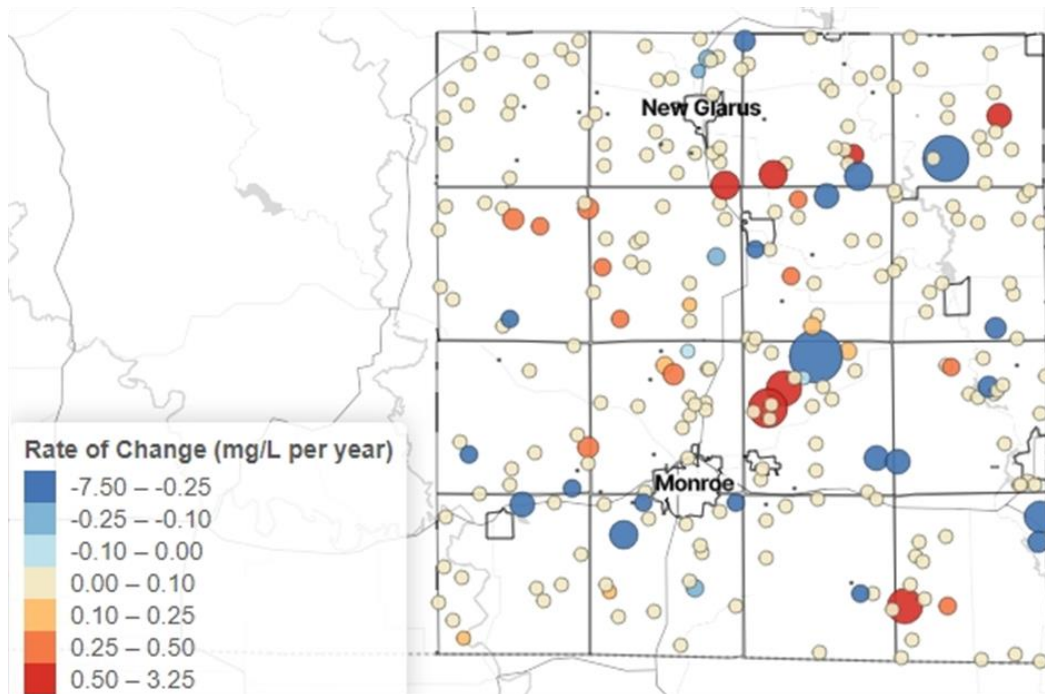 New Glarus
Monroe
Rate of Change (mg/L per year)
-7.50 – -0.25
-0.25 – -0.10
-0.10 – 0.00
0.00 – 0.10
0.10 – 0.25
0.25 – 0.50
0.50 – 3.25